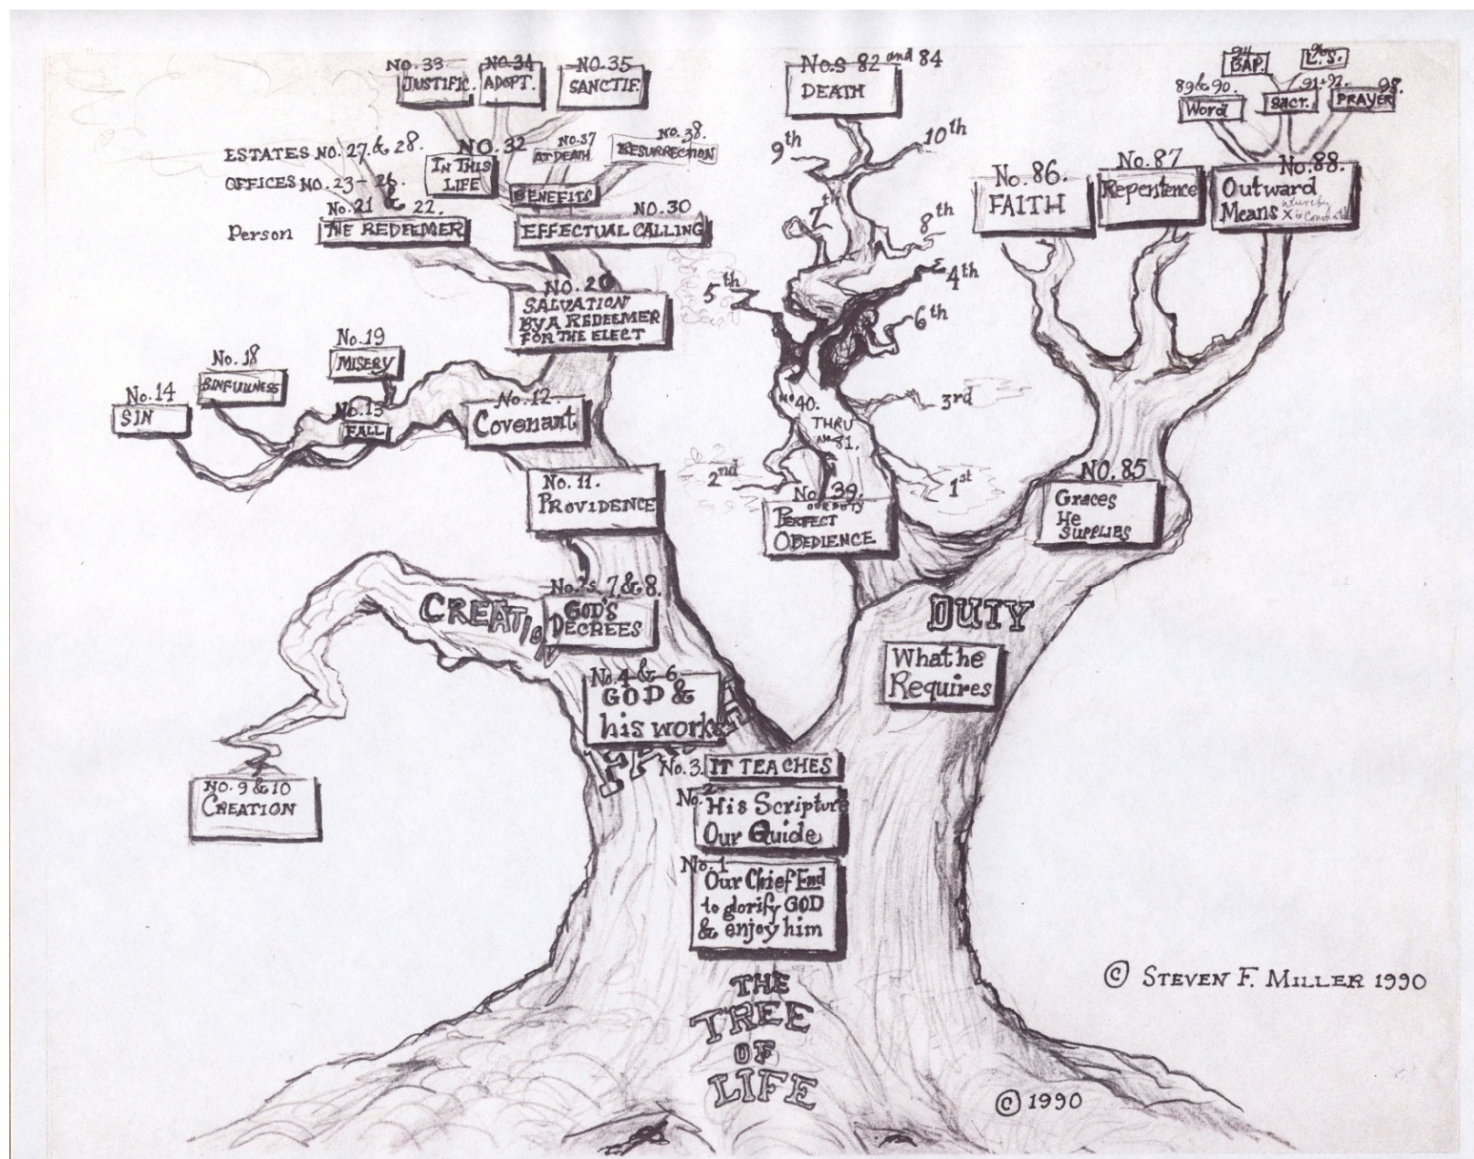 No. 33
JUSTIFIC.
NO. 34
ADOPT.
NO. 35
SANCTIF.
ESTATES NO. 27 & 28.
OFFICES NO. 23 - 26.
No. 21 & 22.
Person
THE REDEEMER
NO. 32
IN THIS
LIFE
NO. 37
AT DEATH
NO. 38.
RESURRECTION
BENEFITS
NO. 30
EFFECTUAL CALLING
NO. 20
SALVATION
BY A REDEEMER
FOR THE ELECT
No. 19
MISERY
No. 18
SINFULLNESS
No. 14
SIN
No. 13
FALL
No. 12.
Covenant
No. 11.
PROVIDENCE
CREATIO
No.'s 7, & 8.
GOD'S
DECREES
No. 4 & 6
GOD &
his works
NO. 9 & 10
CREATION
No.s 82 and 84
DEATH
9th
10th
7th
8th
5th
4th
6th
3rd
No 40.
THRU
No 81.
2nd
1st
No. 39.
OUR DUTY
PERFECT
OBEDIENCE
94
BAP.
96
L.S.
89 & 90.
Word
91 + 92.
SACR.
98.
PRAYER
No. 86.
FAITH
No. 87
Repentence
No. 88.
Outward
Means whereby
X is
NO. 85
Graces
He
SUPPLIES
DUTY
What he
Requires
No. 3.
IT TEACHES
No. 2
His Scripture
Our Guide
No. 1
Our Chief End
to glorify GOD
& enjoy him
THE
TREE
OF
LIFE
© STEVEN F. MILLER 1990
© 1990